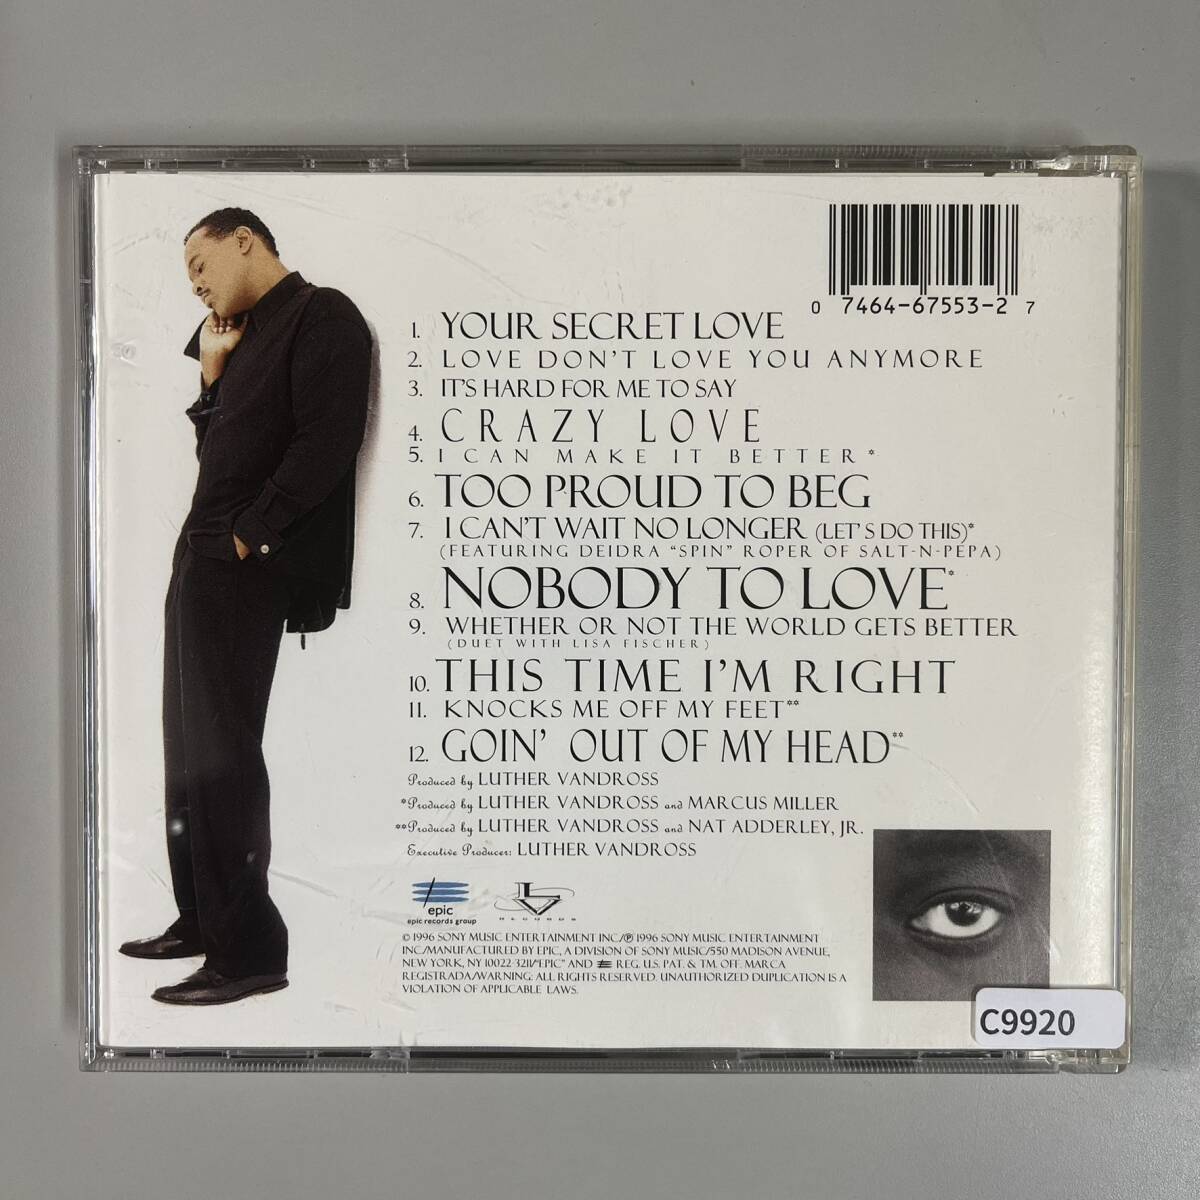 0 7464-67553-2 7
1. YOUR SECRET LOVE
2. LOVE DON'T LOVE YOU ANYMORE
3. IT'S HARD FOR ME TO SAY
4. CRAZY LOVE
5. I CAN MAKE IT BETTER*
6. TOO PROUD TO BEG
7. I CAN'T WAIT NO LONGER (LET'S DO THIS)*
(FEATURING DEIDRA "SPIN" ROPER OF SALT-N-PEPA)
8. NOBODY TO LOVE*
9. WHETHER OR NOT THE WORLD GETS BETTER
(DUET WITH LISA FISCHER)
10. THIS TIME I'M RIGHT
11. KNOCKS ME OFF MY FEET**
12. GOIN' OUT OF MY HEAD**
Produced by LUTHER VANDROSS
*Produced by LUTHER VANDROSS and MARCUS MILLER
**Produced by LUTHER VANDROSS and NAT ADDERLEY, JR.
Executive Producer: LUTHER VANDROSS
epic
epic records group
LV
RECORDS
© 1996 SONY MUSIC ENTERTAINMENT INC./℗ 1996 SONY MUSIC ENTERTAINMENT
INC./MANUFACTURED BY EPIC, A DIVISION OF SONY MUSIC/550 MADISON AVENUE,
NEW YORK, NY 10022-3211/"EPIC" AND REG. U.S. PAT. & TM. OFF. MARCA
REGISTRADA/WARNING: ALL RIGHTS RESERVED. UNAUTHORIZED DUPLICATION IS A
VIOLATION OF APPLICABLE LAWS.
C9920